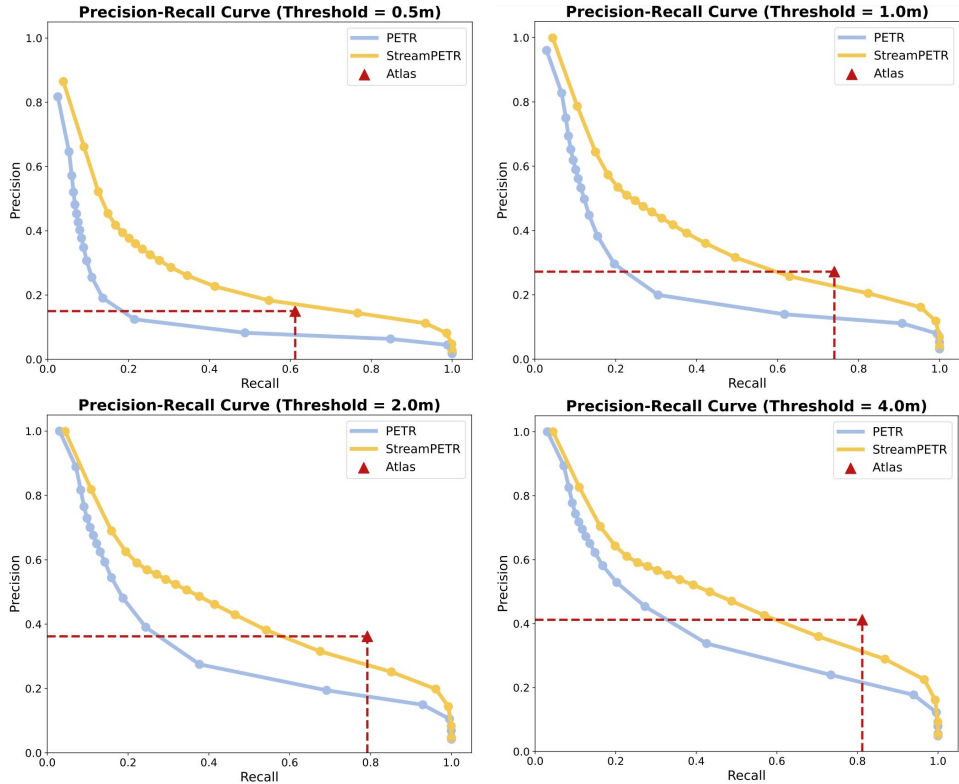 Precision-Recall Curve (Threshold = 0.5m)
PETR
StreamPETR
Atlas
Precision
1.0
0.8
0.6
0.4
0.2
0.0
0.0 0.2 0.4 0.6 0.8 1.0
Recall
Precision-Recall Curve (Threshold = 1.0m)
PETR
StreamPETR
Atlas
Precision
1.0
0.8
0.6
0.4
0.2
0.0
0.0 0.2 0.4 0.6 0.8 1.0
Recall
Precision-Recall Curve (Threshold = 2.0m)
PETR
StreamPETR
Atlas
Precision
1.0
0.8
0.6
0.4
0.2
0.0
0.0 0.2 0.4 0.6 0.8 1.0
Recall
Precision-Recall Curve (Threshold = 4.0m)
PETR
StreamPETR
Atlas
Precision
1.0
0.8
0.6
0.4
0.2
0.0
0.0 0.2 0.4 0.6 0.8 1.0
Recall